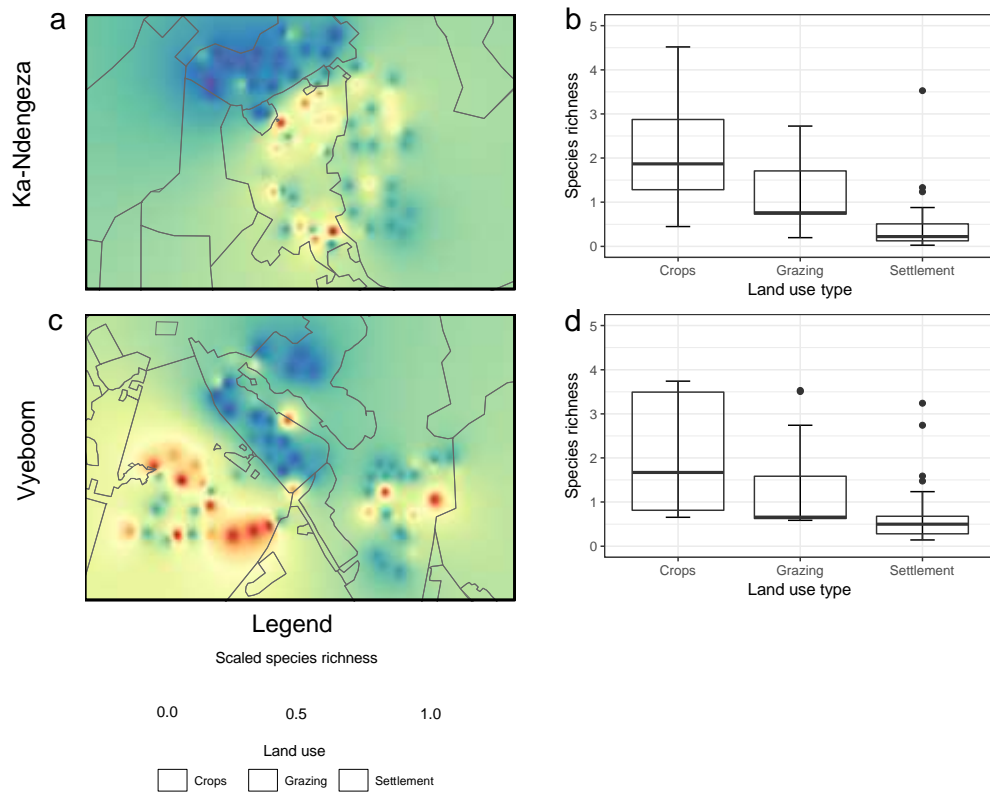 a
Ka-Ndengeza
b
Species richness
5
4
3
2
1
0
Crops Grazing Settlement
Land use type
c
Vyeboom
d
Species richness
5
4
3
2
1
0
Crops Grazing Settlement
Land use type
Legend
Scaled species richness
0.0 0.5 1.0
Land use
Crops Grazing Settlement